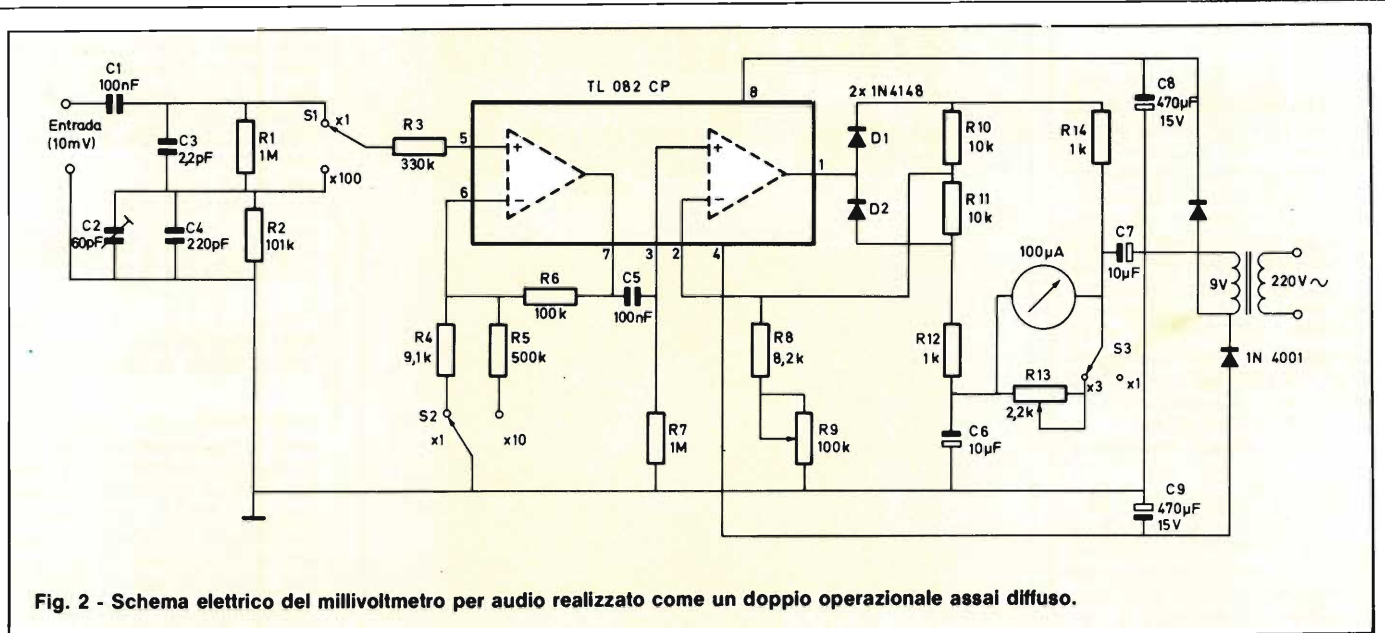 C1
100nF
Entrada
(10mV)
C3
2,2pF
R1
1M
S1
x1
x100
R3
330k
C2
60pF
C4
220pF
R2
101k
TL 082 CP
8
5
6
+
−
+
−
1
7
3
2
4
2x 1N4148
D1
D2
R10
10k
R11
10k
R14
1k
C8
470µF
15V
C7
10µF
100µA
9V
220V ~
1N 4001
R6
100k
C5
100nF
R4
9,1k
R5
500k
S2
x1
x10
R7
1M
R8
8,2k
R9
100k
R12
1k
R13
2,2k
S3
x3
x1
C6
10µF
C9
470µF
15V
Fig. 2 - Schema elettrico del millivoltmetro per audio realizzato come un doppio operazionale assai diffuso.